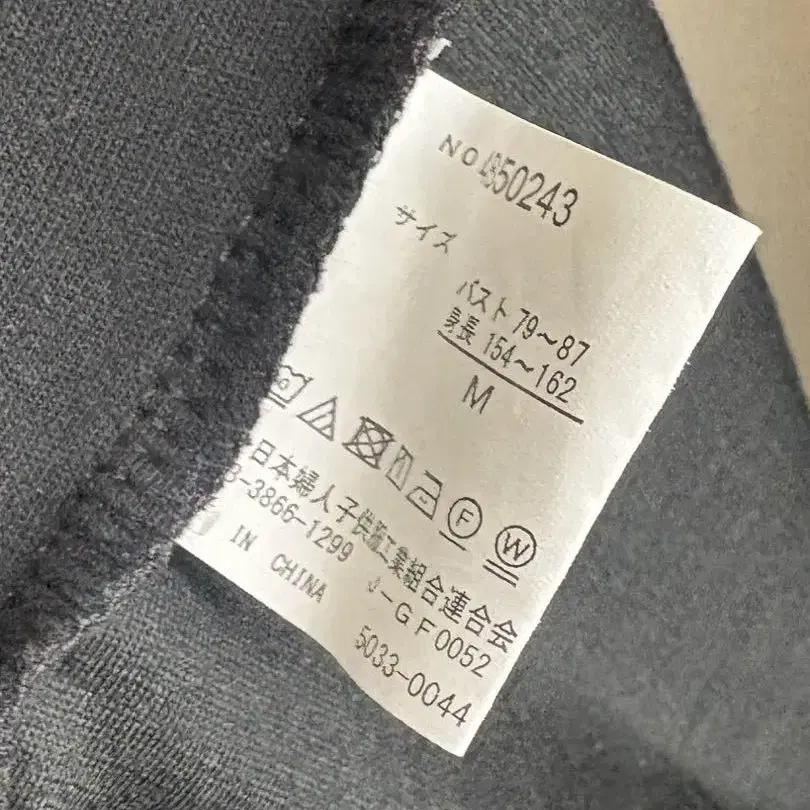 NO.450243
サイズ
バスト 79～87
身長 154～162
M
F W
日本婦人子供服工業組合連合会
3-3866-1299 J-GF0052
IN CHINA 5033-0044